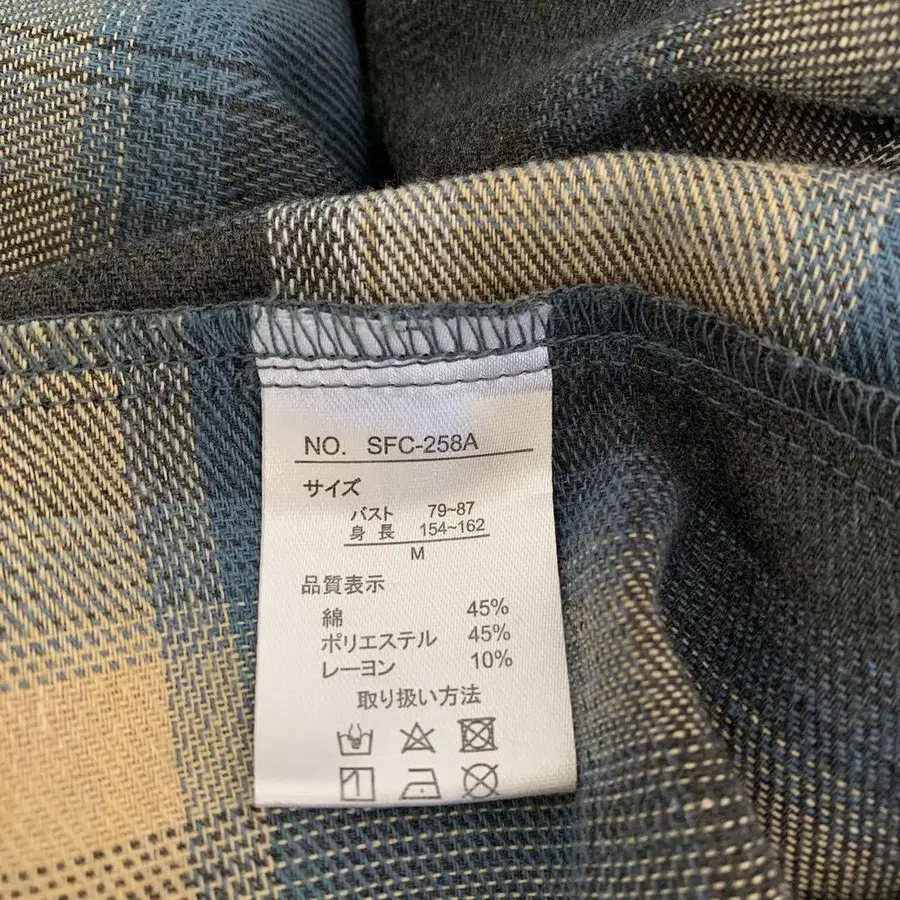 NO. SFC-258A
サイズ
バスト 79~87
身長 154~162
M
品質表示
綿 45%
ポリエステル 45%
レーヨン 10%
取り扱い方法